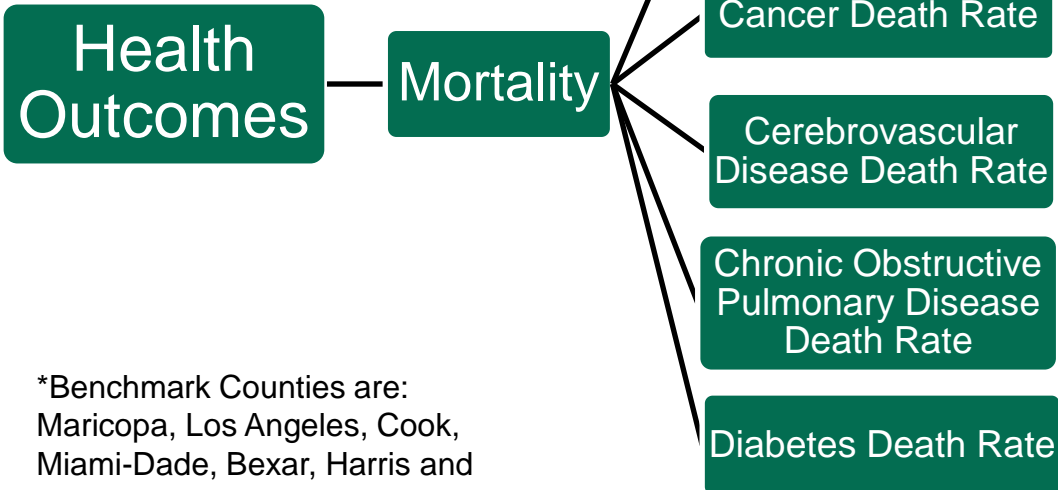 Health
Outcomes
Mortality
Cancer Death Rate
Cerebrovascular
Disease Death Rate
Chronic Obstructive
Pulmonary Disease
Death Rate
Diabetes Death Rate
*Benchmark Counties are:
Maricopa, Los Angeles, Cook,
Miami-Dade, Bexar, Harris and